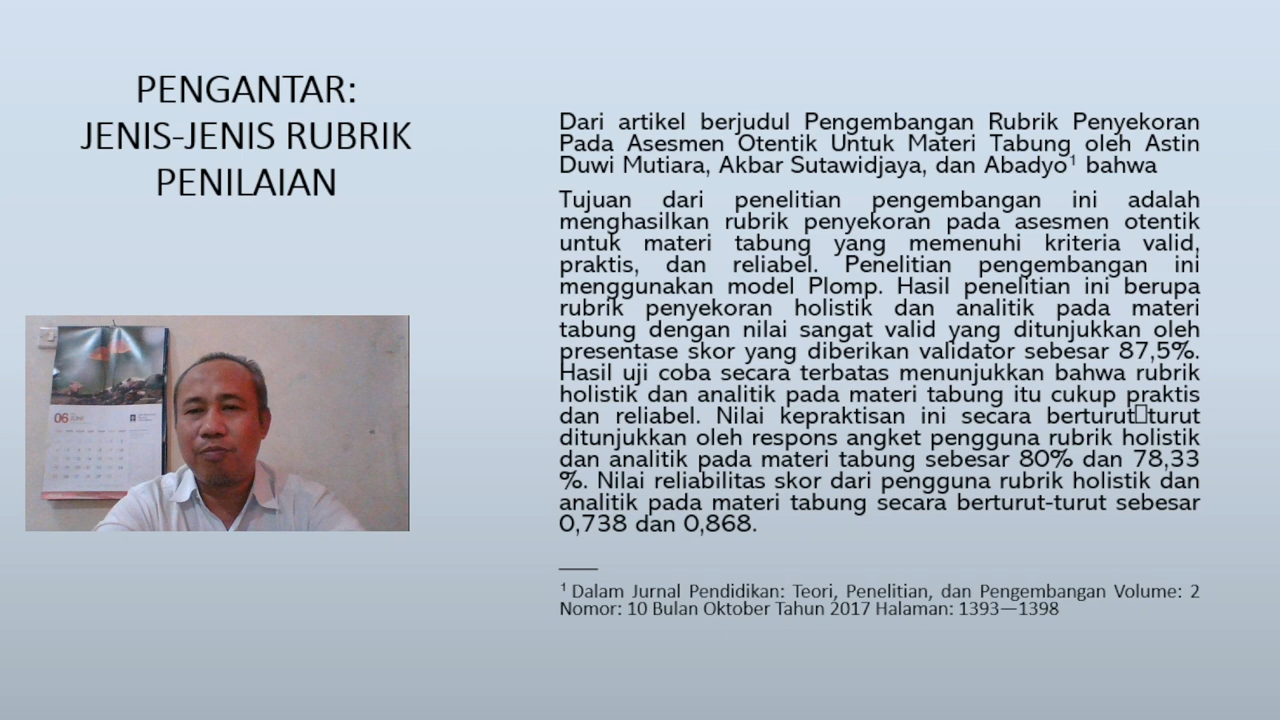 PENGANTAR:
JENIS-JENIS RUBRIK
PENILAIAN
Dari artikel berjudul Pengembangan Rubrik Penyekoran
Pada Asesmen Otentik Untuk Materi Tabung oleh Astin
Duwi Mutiara, Akbar Sutawidjaya, dan Abadyo¹ bahwa
Tujuan dari penelitian pengembangan ini adalah
menghasilkan rubrik penyekoran pada asesmen otentik
untuk materi tabung yang memenuhi kriteria valid,
praktis, dan reliabel. Penelitian pengembangan ini
menggunakan model Plomp. Hasil penelitian ini berupa
rubrik penyekoran holistik dan analitik pada materi
tabung dengan nilai sangat valid yang ditunjukkan oleh
presentase skor yang diberikan validator sebesar 87,5%.
Hasil uji coba secara terbatas menunjukkan bahwa rubrik
holistik dan analitik pada materi tabung itu cukup praktis
dan reliabel. Nilai kepraktisan ini secara berturut□turut
ditunjukkan oleh respons angket pengguna rubrik holistik
dan analitik pada materi tabung sebesar 80% dan 78,33
%. Nilai reliabilitas skor dari pengguna rubrik holistik dan
analitik pada materi tabung secara berturut-turut sebesar
0,738 dan 0,868.
¹ Dalam Jurnal Pendidikan: Teori, Penelitian, dan Pengembangan Volume: 2
Nomor: 10 Bulan Oktober Tahun 2017 Halaman: 1393—1398
06